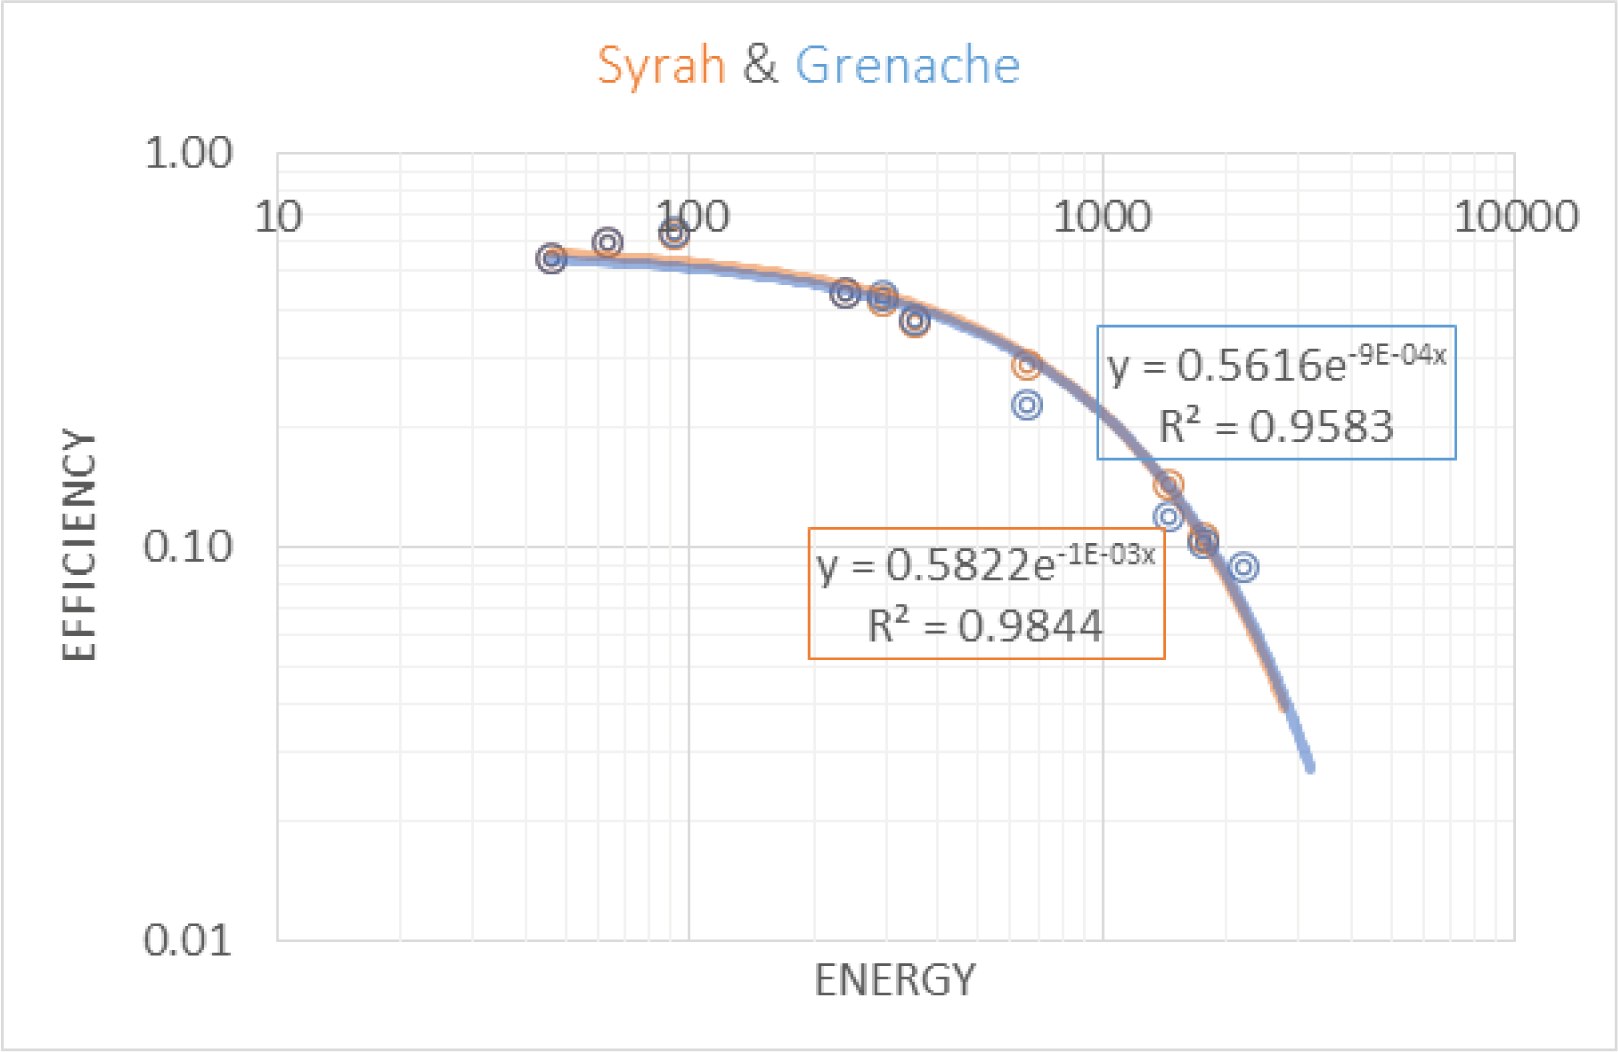 Syrah & Grenache
1.00
10 100 1000 10000
y = 0.5616e^-9E-04x
R² = 0.9583
EFFICIENCY
0.10
y = 0.5822e^-1E-03x
R² = 0.9844
0.01
ENERGY